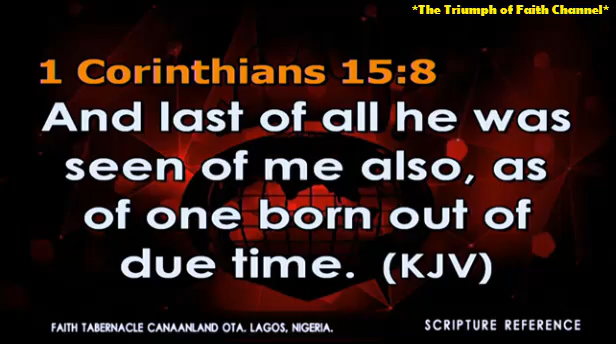 *The Triumph of Faith Channel*
1 Corinthians 15:8
And last of all he was
seen of me also, as
of one born out of
due time. (KJV)
FAITH TABERNACLE CANAANLAND OTA. LAGOS, NIGERIA.
SCRIPTURE REFERENCE